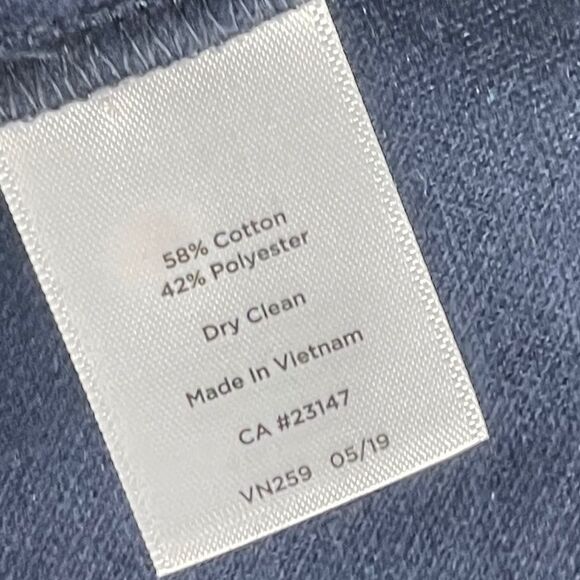 58% Cotton
42% Polyester
Dry Clean
Made In Vietnam
CA #23147
VN259 05/19